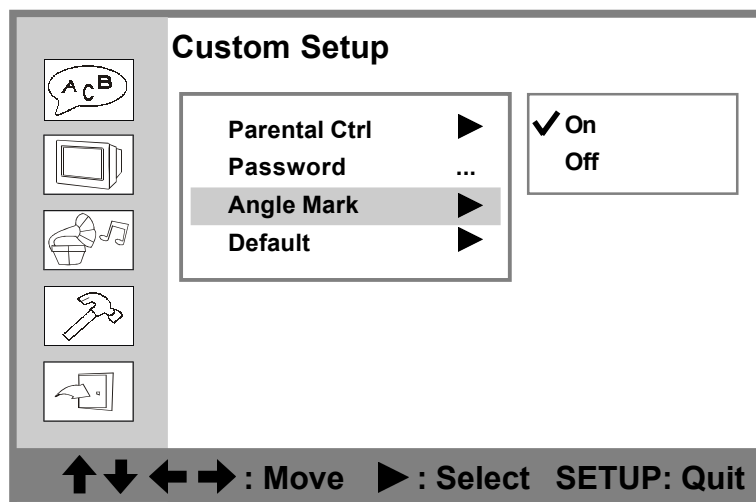 Custom Setup
A C B
Parental Ctrl ▶
Password ...
Angle Mark ▶
Default ▶
✓ On
Off
↑ ↓ ← → : Move ▶ : Select SETUP: Quit